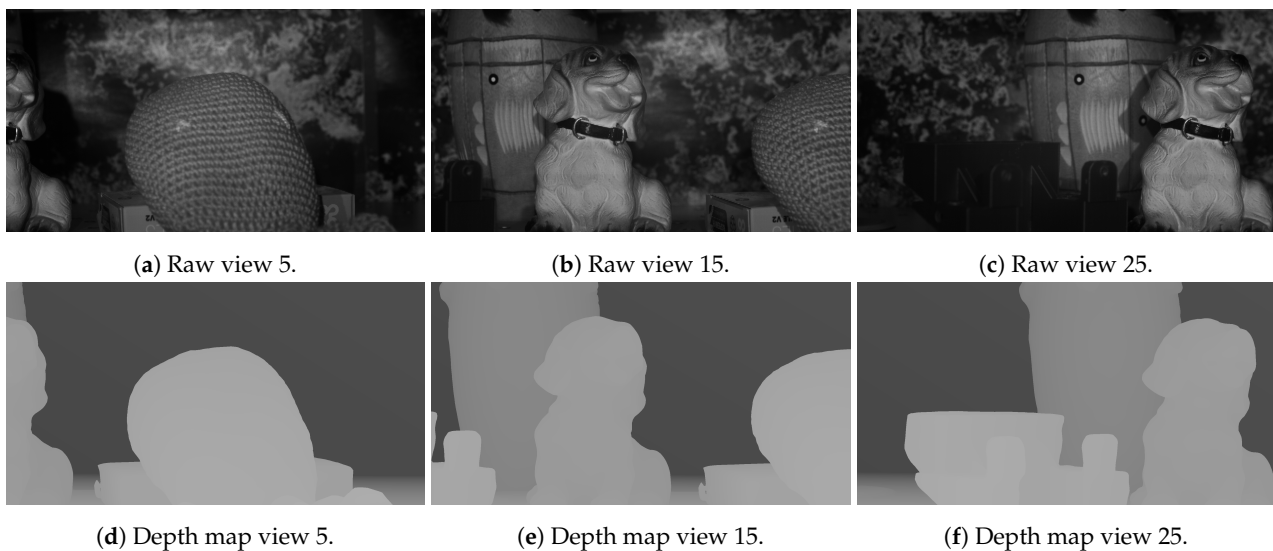 (a) Raw view 5.
(b) Raw view 15.
(c) Raw view 25.
(d) Depth map view 5.
(e) Depth map view 15.
(f) Depth map view 25.